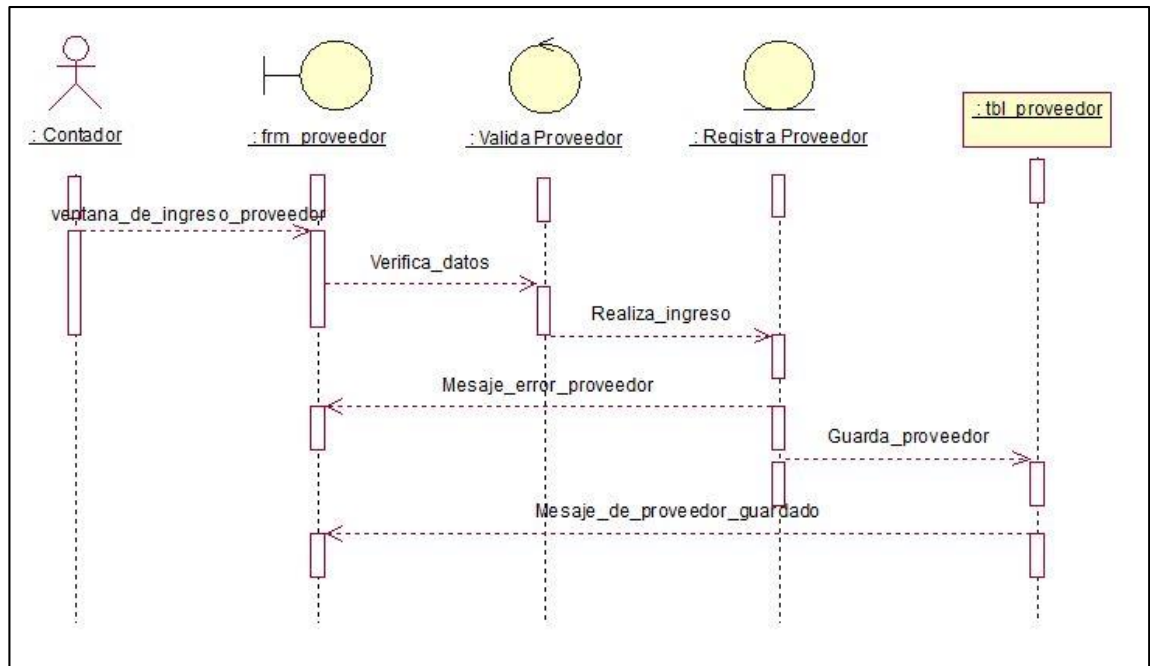 : Contador
: frm_proveedor
: Valida Proveedor
: Registra Proveedor
: tbl_proveedor
ventana_de_ingreso_proveedor
Verifica_datos
Realiza_ingreso
Mesaje_error_proveedor
Guarda_proveedor
Mesaje_de_proveedor_guardado